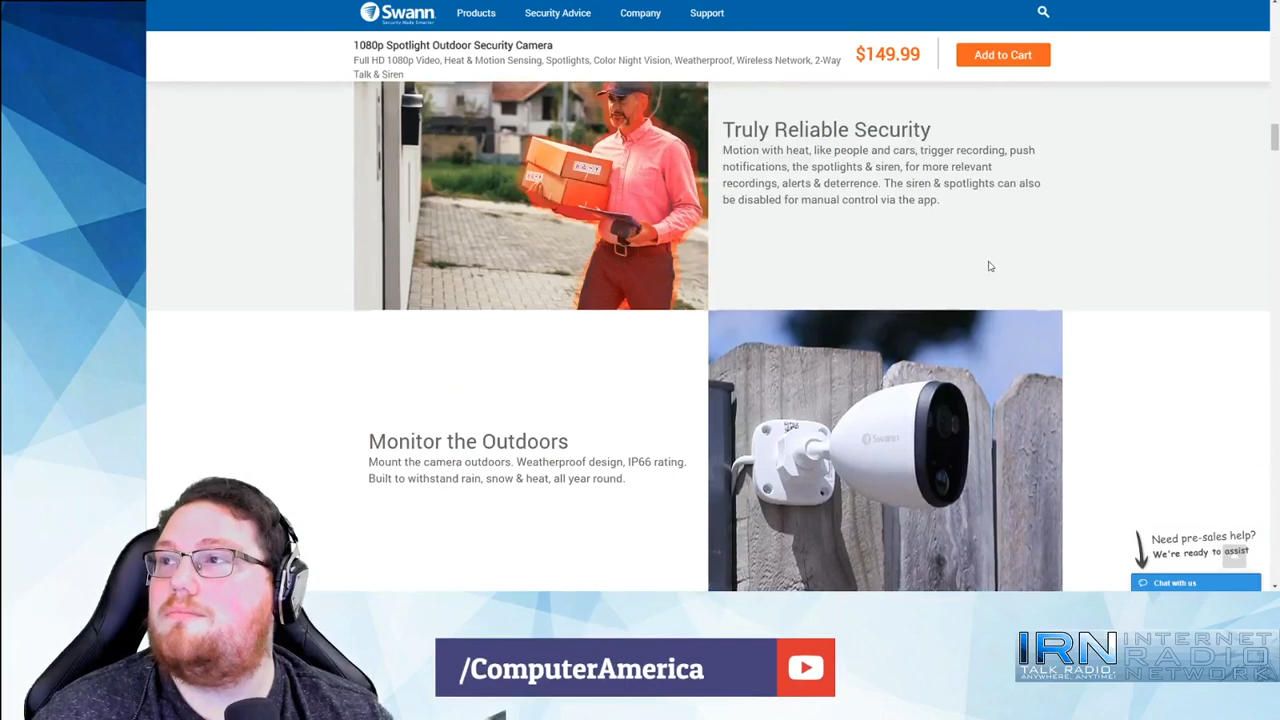 Swann
Security Made Smarter
Products
Security Advice
Company
Support
1080p Spotlight Outdoor Security Camera
Full HD 1080p Video, Heat & Motion Sensing, Spotlights, Color Night Vision, Weatherproof, Wireless Network, 2-Way
Talk & Siren
$149.99
Add to Cart
Truly Reliable Security
Motion with heat, like people and cars, trigger recording, push
notifications, the spotlights & siren, for more relevant
recordings, alerts & deterrence. The siren & spotlights can also
be disabled for manual control via the app.
Monitor the Outdoors
Mount the camera outdoors. Weatherproof design, IP66 rating.
Built to withstand rain, snow & heat, all year round.
Swann
Need pre-sales help?
We're ready to assist
Chat with us
/ComputerAmerica
IRN
TALK RADIO
ANYWHERE, ANYTIME!
INTERNET
RADIO
NETWORK